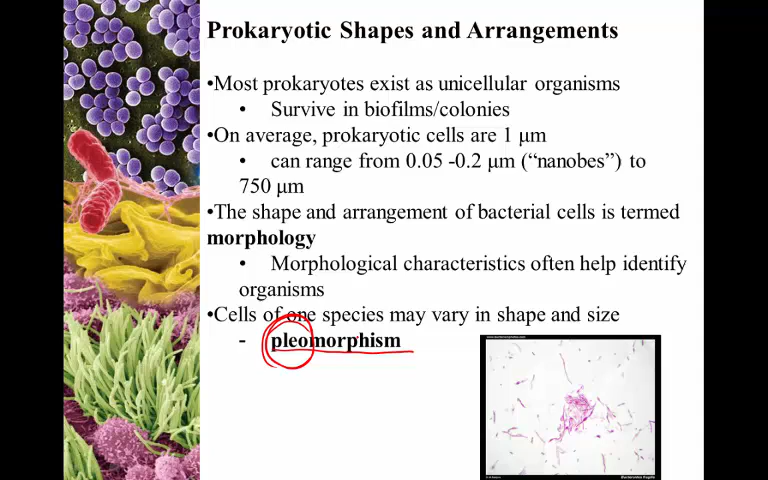 Prokaryotic Shapes and Arrangements
•Most prokaryotes exist as unicellular organisms
• Survive in biofilms/colonies
•On average, prokaryotic cells are 1 μm
• can range from 0.05 -0.2 μm (“nanobes”) to
750 μm
•The shape and arrangement of bacterial cells is termed
morphology
• Morphological characteristics often help identify
organisms
•Cells of one species may vary in shape and size
- pleomorphism
Bacteroides fragilis